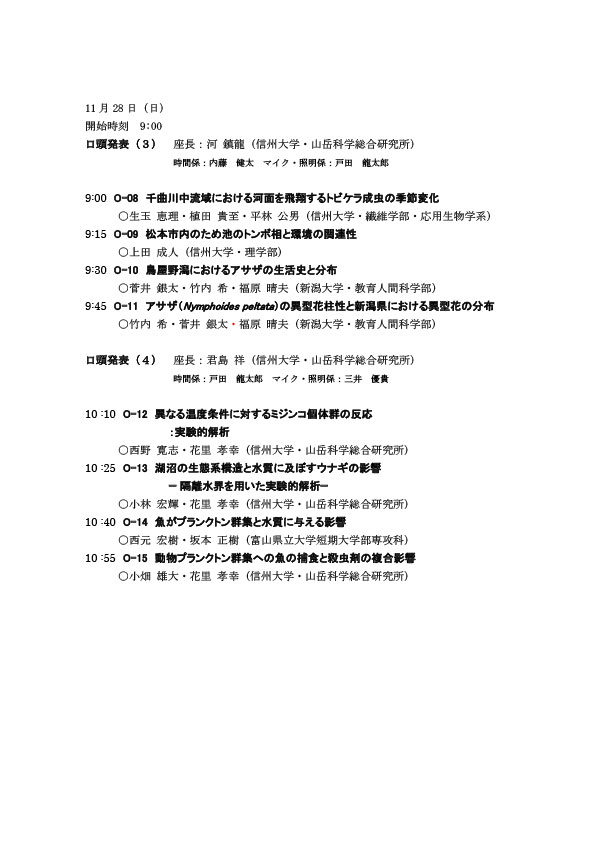 11月28日（日）
開始時刻　9:00
口頭発表（３）　座長：河 鎮龍（信州大学・山岳科学総合研究所）
時間係：内藤　健太　マイク・照明係：戸田　龍太郎
9:00 O-08 千曲川中流域における河面を飛翔するトビケラ成虫の季節変化
○生玉 恵理・植田 貴至・平林 公男（信州大学・繊維学部・応用生物学系）
9:15 O-09 松本市内のため池のトンボ相と環境の関連性
○上田 成人（信州大学・理学部）
9:30 O-10 鳥屋野潟におけるアサザの生活史と分布
○菅井 銀太・竹内 希・福原 晴夫（新潟大学・教育人間科学部）
9:45 O-11 アサザ（Nymphoides peltata）の異型花柱性と新潟県における異型花の分布
○竹内 希・菅井 銀太・福原 晴夫（新潟大学・教育人間科学部）
口頭発表（４）　座長：君島 祥（信州大学・山岳科学総合研究所）
時間係：戸田　龍太郎　マイク・照明係：三井　優貴
10:10 O-12 異なる温度条件に対するミジンコ個体群の反応
：実験的解析
○西野 寛志・花里 孝幸（信州大学・山岳科学総合研究所）
10:25 O-13 湖沼の生態系構造と水質に及ぼすウナギの影響
－ 隔離水界を用いた実験的解析－
○小林 宏輝・花里 孝幸（信州大学・山岳科学総合研究所）
10:40 O-14 魚がプランクトン群集と水質に与える影響
○西元 宏樹・坂本 正樹（富山県立大学短期大学部専攻科）
10:55 O-15 動物プランクトン群集への魚の捕食と殺虫剤の複合影響
○小畑 雄大・花里 孝幸（信州大学・山岳科学総合研究所）